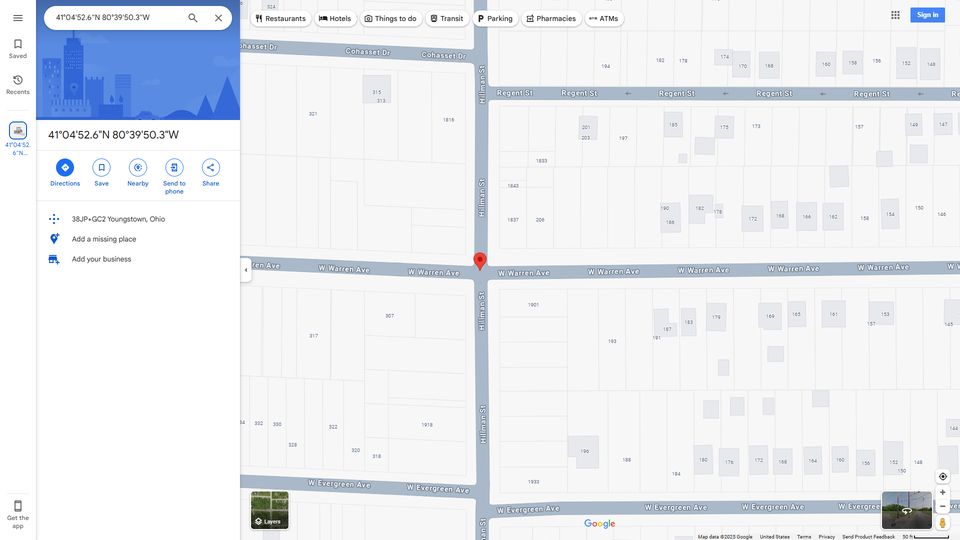 41°04'52.6"N 80°39'50.3"W
Restaurants
Hotels
Things to do
Transit
Parking
Pharmacies
ATMs
Sign in
Saved
Recents
41°04'52.
6"N...
Get the
app
41°04'52.6"N 80°39'50.3"W
Directions
Save
Nearby
Send to
phone
Share
38JP+GC2 Youngstown, Ohio
Add a missing place
Add your business
Cohasset Dr
Cohasset Dr
Cohasset Dr
Hillman St
194
182
178
174
170
168
160
158
156
152
148
315
313
321
1816
Regent St
Regent St
Regent St
Regent St
Regent St
201
203
197
185
175
173
157
149
147
1833
1843
1837
206
Hillman St
190
186
182
178
172
168
166
162
158
154
150
146
W Warren Ave
W Warren Ave
W Warren Ave
W Warren Ave
W Warren Ave
W Warren Ave
W Warren Ave
Hillman St
307
317
1901
193
187
191
183
179
169
165
161
157
153
145
332
330
328
322
320
318
1918
Hillman St
196
188
184
180
176
172
168
164
160
156
152
150
148
144
1933
W Evergreen Ave
W Evergreen Ave
W Evergreen Ave
W Evergreen Ave
W Evergreen Ave
W Evergreen Ave
Layers
Google
Map data ©2025 Google
United States
Terms
Privacy
Send Product Feedback
50 ft